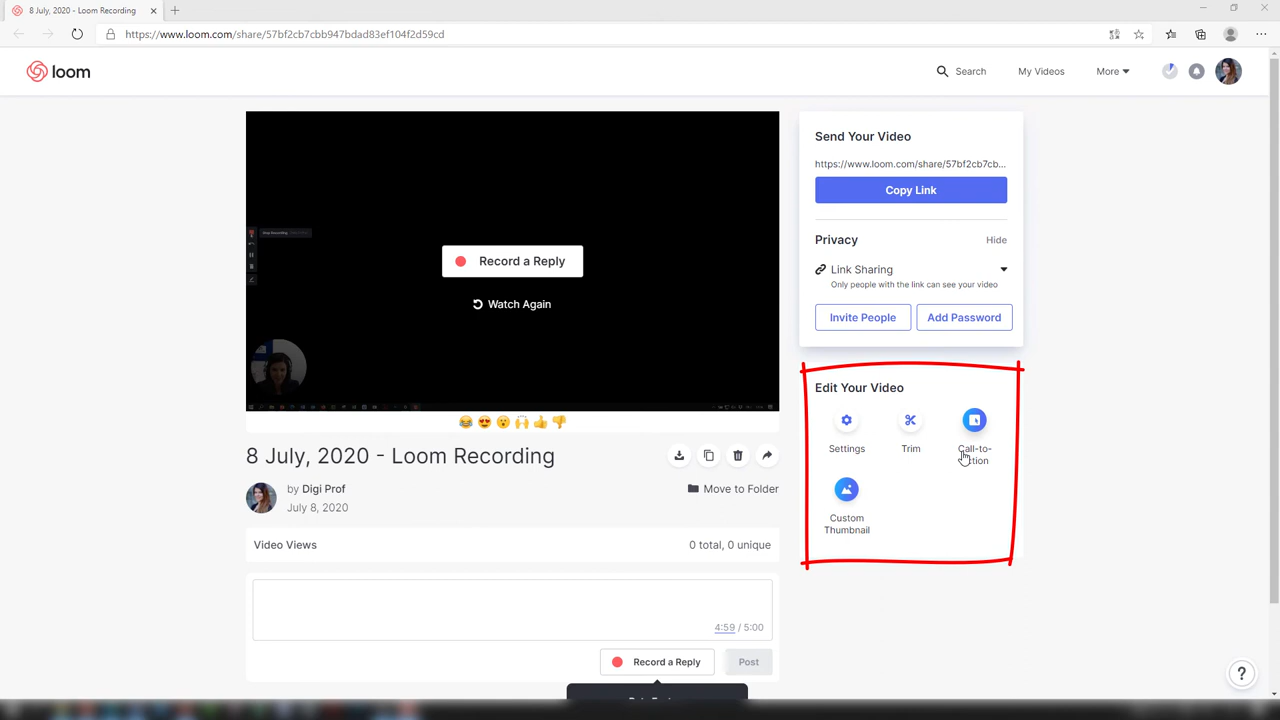 8 July, 2020 - Loom Recording
https://www.loom.com/share/57bf2cb7cbb947bdad83ef104f2d59cd
loom
Search
My Videos
More
Send Your Video
https://www.loom.com/share/57bf2cb7cb...
Copy Link
Privacy
Hide
Link Sharing
Only people with the link can see your video
Invite People
Add Password
Record a Reply
Watch Again
Edit Your Video
Settings
Trim
Call-to-
Custom
Thumbnail
8 July, 2020 - Loom Recording
by Digi Prof
July 8, 2020
Move to Folder
Video Views
0 total, 0 unique
4:59 / 5:00
Record a Reply
Post
?